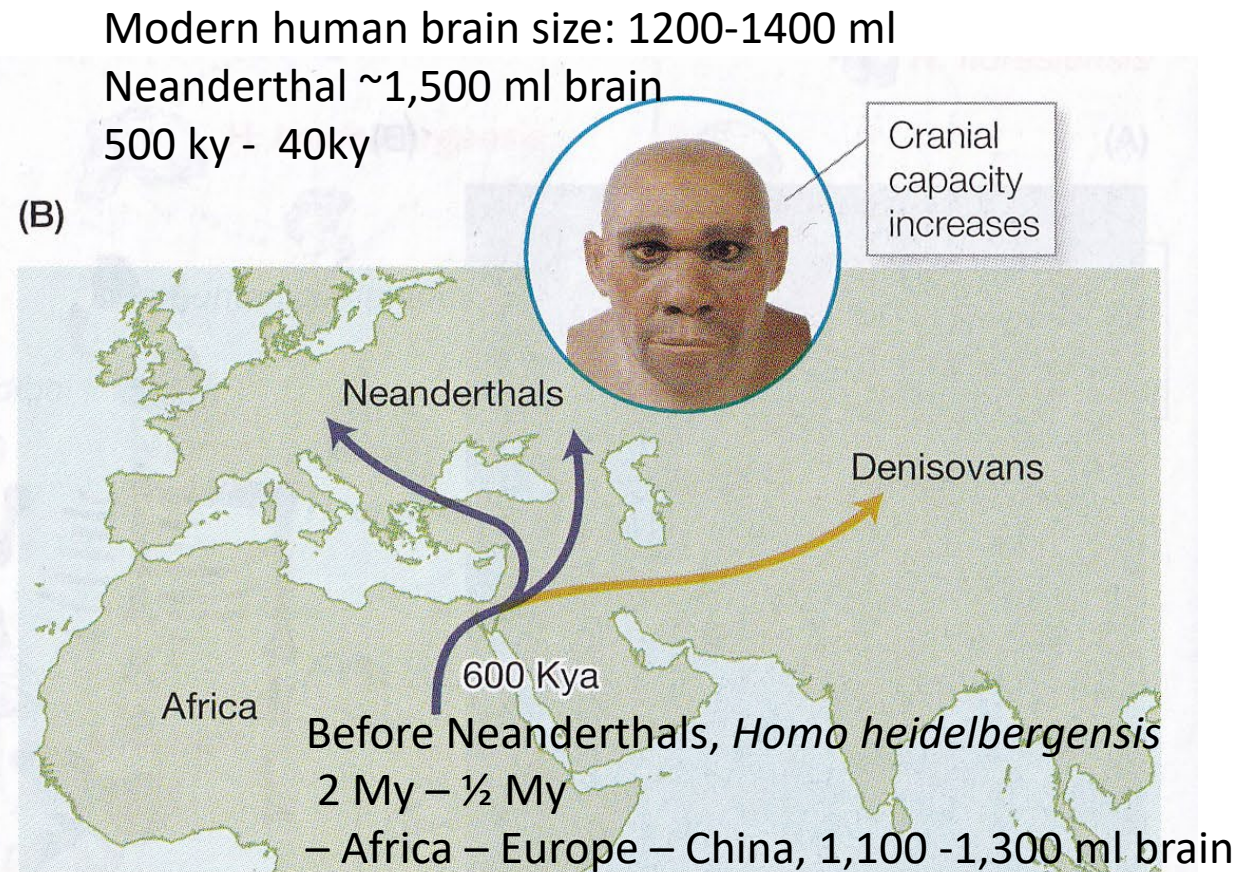 Modern human brain size: 1200-1400 ml
Neanderthal ~1,500 ml brain
500 ky - 40ky
Cranial
capacity
increases
(B)
Neanderthals
Denisovans
600 Kya
Africa
Before Neanderthals, Homo heidelbergensis
2 My – ½ My
– Africa – Europe – China, 1,100 -1,300 ml brain